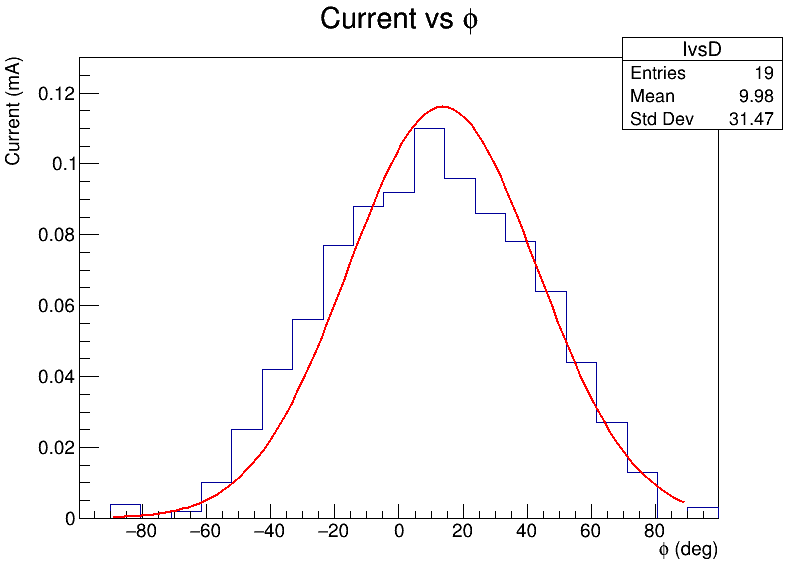 Current vs ϕ
IvsD
Entries 19
Mean 9.98
Std Dev 31.47
Current (mA)
0.12
0.1
0.08
0.06
0.04
0.02
0
−80 −60 −40 −20 0 20 40 60 80
ϕ (deg)